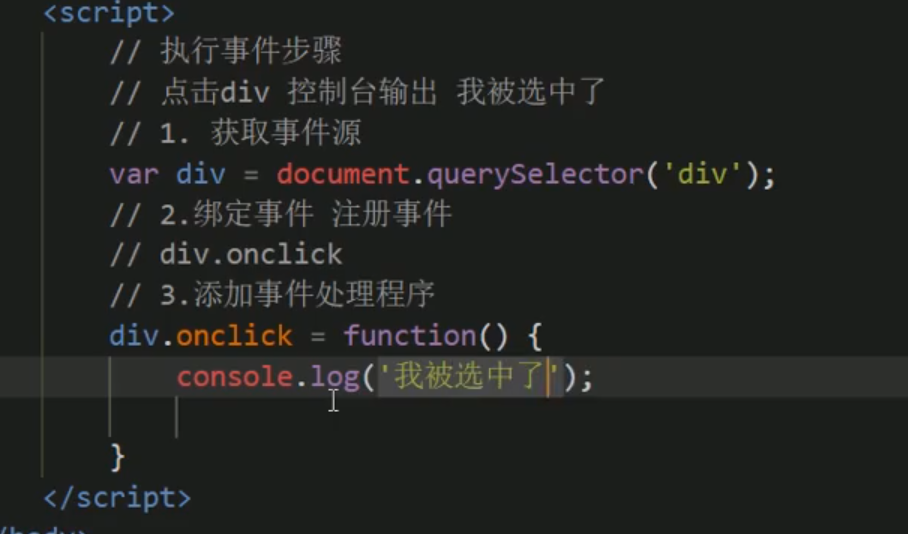 <script>
// 执行事件步骤
// 点击div 控制台输出 我被选中了
// 1. 获取事件源
var div = document.querySelector('div');
// 2.绑定事件 注册事件
// div.onclick
// 3.添加事件处理程序
div.onclick = function() {
console.log('我被选中了');
}
</script>